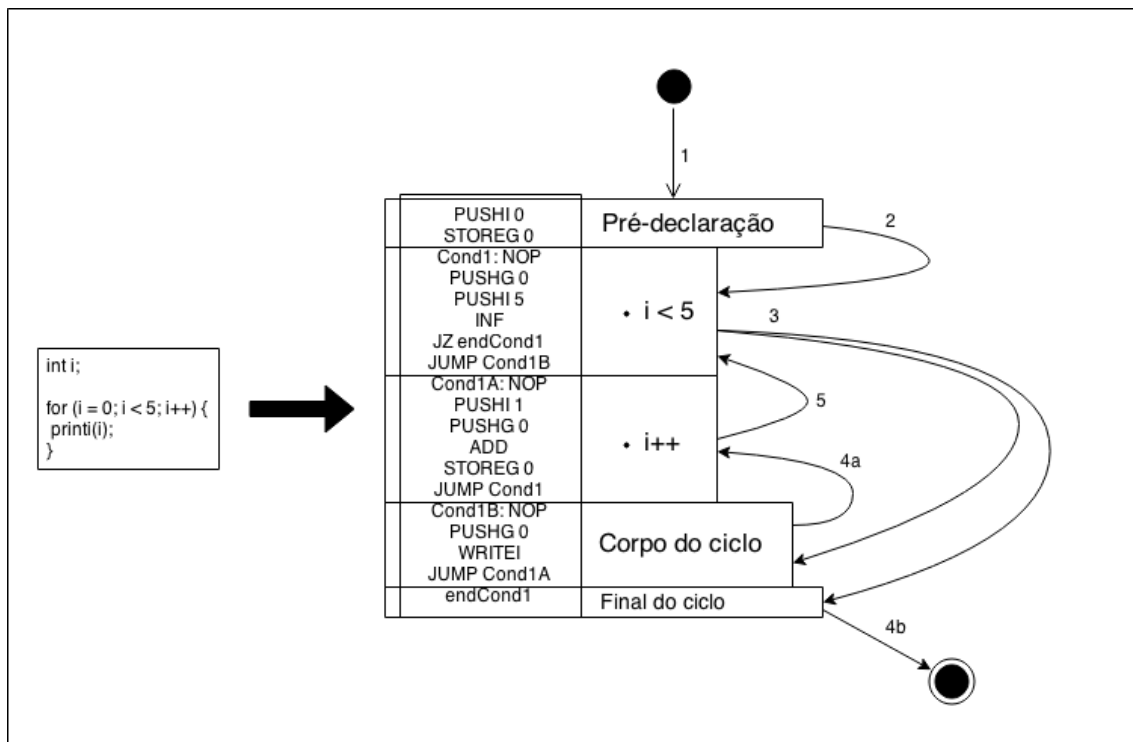 int i;
for (i = 0; i < 5; i++) {
printi(i);
}
1
PUSHI 0
STOREG 0
Pré-declaração
2
Cond1: NOP
PUSHG 0
PUSHI 5
INF
JZ endCond1
JUMP Cond1B
• i < 5
3
Cond1A: NOP
PUSHI 1
PUSHG 0
ADD
STOREG 0
JUMP Cond1
• i++
5
4a
Cond1B: NOP
PUSHG 0
WRITEI
JUMP Cond1A
Corpo do ciclo
endCond1
Final do ciclo
4b